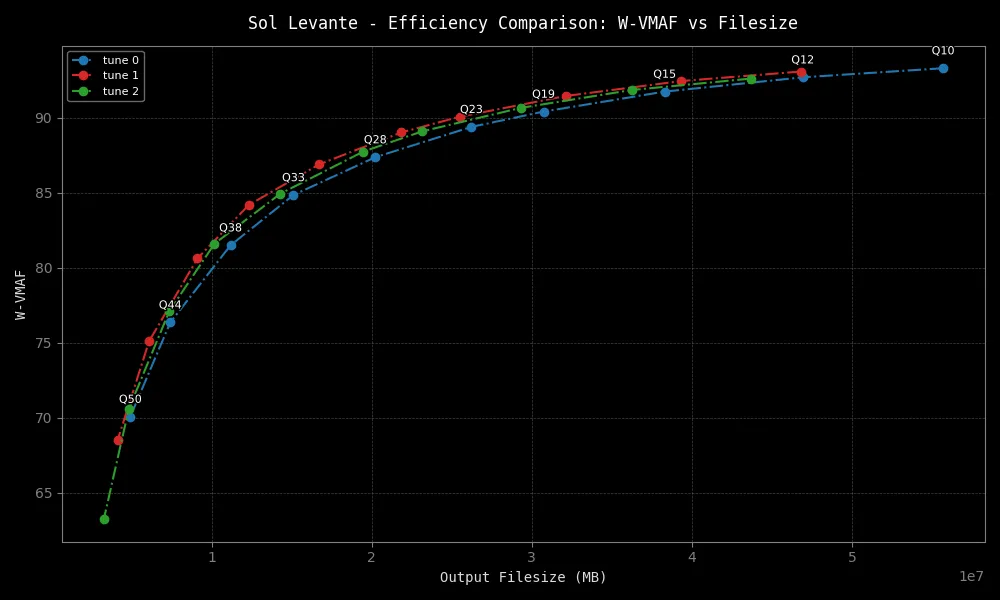 Sol Levante - Efficiency Comparison: W-VMAF vs Filesize
tune 0
tune 1
tune 2
Q10
Q12
Q15
Q19
Q23
Q28
Q33
Q38
Q44
Q50
90
85
80
75
70
65
W-VMAF
1 2 3 4 5
1e7
Output Filesize (MB)